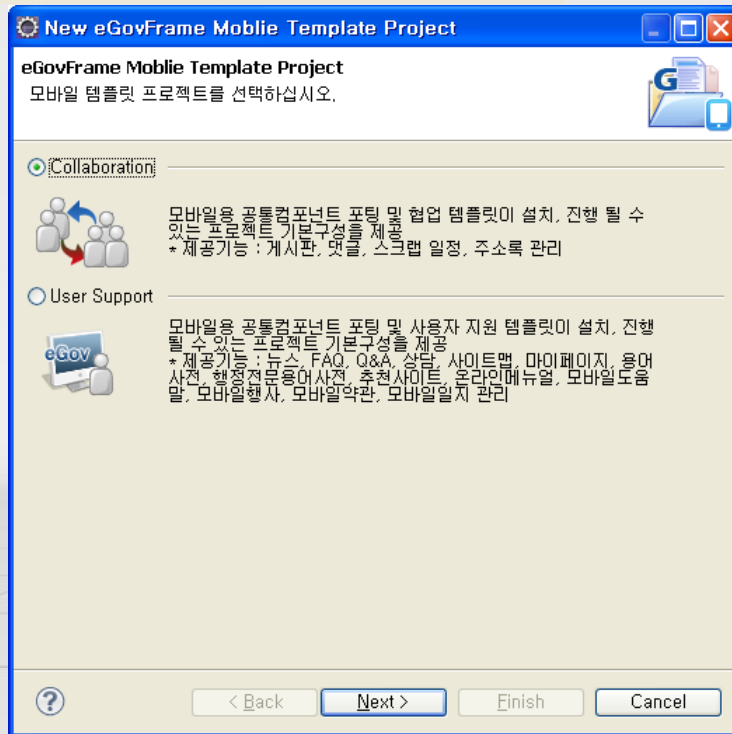 New eGovFrame Moblie Template Project
eGovFrame Moblie Template Project
모바일 템플릿 프로젝트를 선택하십시오.
G
Collaboration
모바일용 공통컴포넌트 포팅 및 협업 템플릿이 설치, 진행 될 수
있는 프로젝트 기본구성을 제공
* 제공기능 : 게시판, 댓글, 스크랩 일정, 주소록 관리
User Support
eGov
모바일용 공통컴포넌트 포팅 및 사용자 지원 템플릿이 설치, 진행
될 수 있는 프로젝트 기본구성을 제공
* 제공기능 : 뉴스, FAQ, Q&A, 상담, 사이트맵, 마이페이지, 용어
사전, 행정전문용어사전, 추천사이트, 온라인메뉴얼, 모바일도움
말, 모바일행사, 모바일약관, 모바일일지 관리
?
< Back
Next >
Finish
Cancel